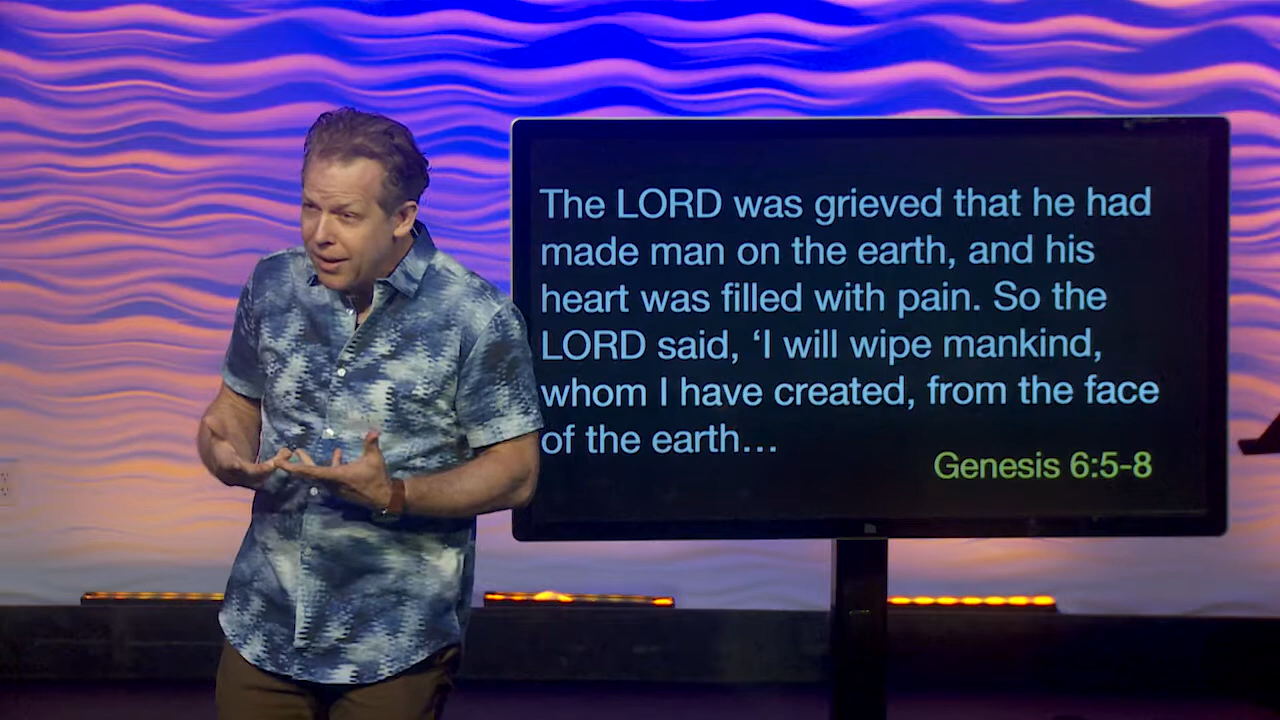 The LORD was grieved that he had
made man on the earth, and his
heart was filled with pain. So the
LORD said, ‘I will wipe mankind,
whom I have created, from the face
of the earth…
Genesis 6:5-8